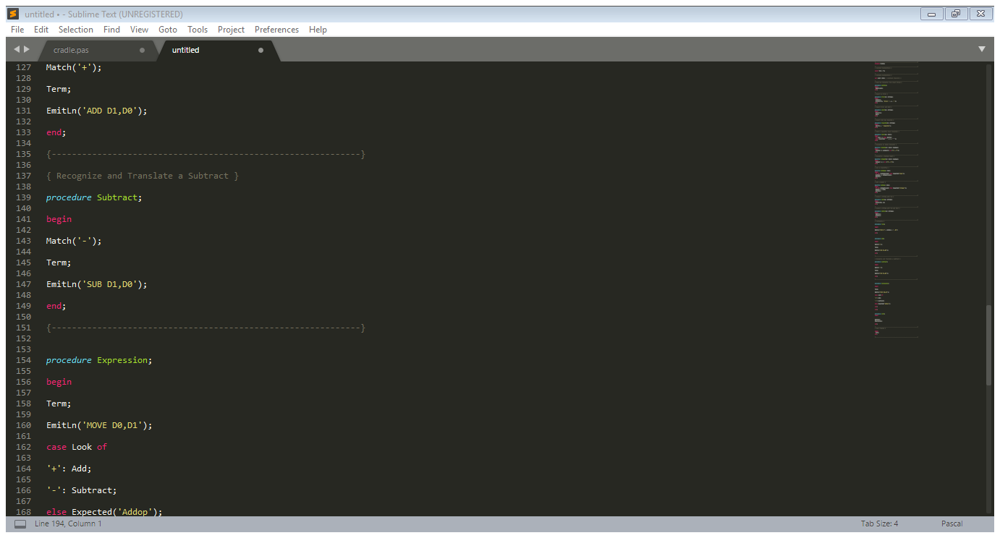 untitled • - Sublime Text (UNREGISTERED)
File Edit Selection Find View Goto Tools Project Preferences Help
cradle.pas untitled
127 Match('+');
128
129 Term;
130
131 EmitLn('ADD D1,D0');
132
133 end;
134
135 {-------------------------------------------------------------}
136
137 { Recognize and Translate a Subtract }
138
139 procedure Subtract;
140
141 begin
142
143 Match('-');
144
145 Term;
146
147 EmitLn('SUB D1,D0');
148
149 end;
150
151 {-------------------------------------------------------------}
152
153
154 procedure Expression;
155
156 begin
157
158 Term;
159
160 EmitLn('MOVE D0,D1');
161
162 case Look of
163
164 '+': Add;
165
166 '-': Subtract;
167
168 else Expected('Addop');
Line 194, Column 1 Tab Size: 4 Pascal